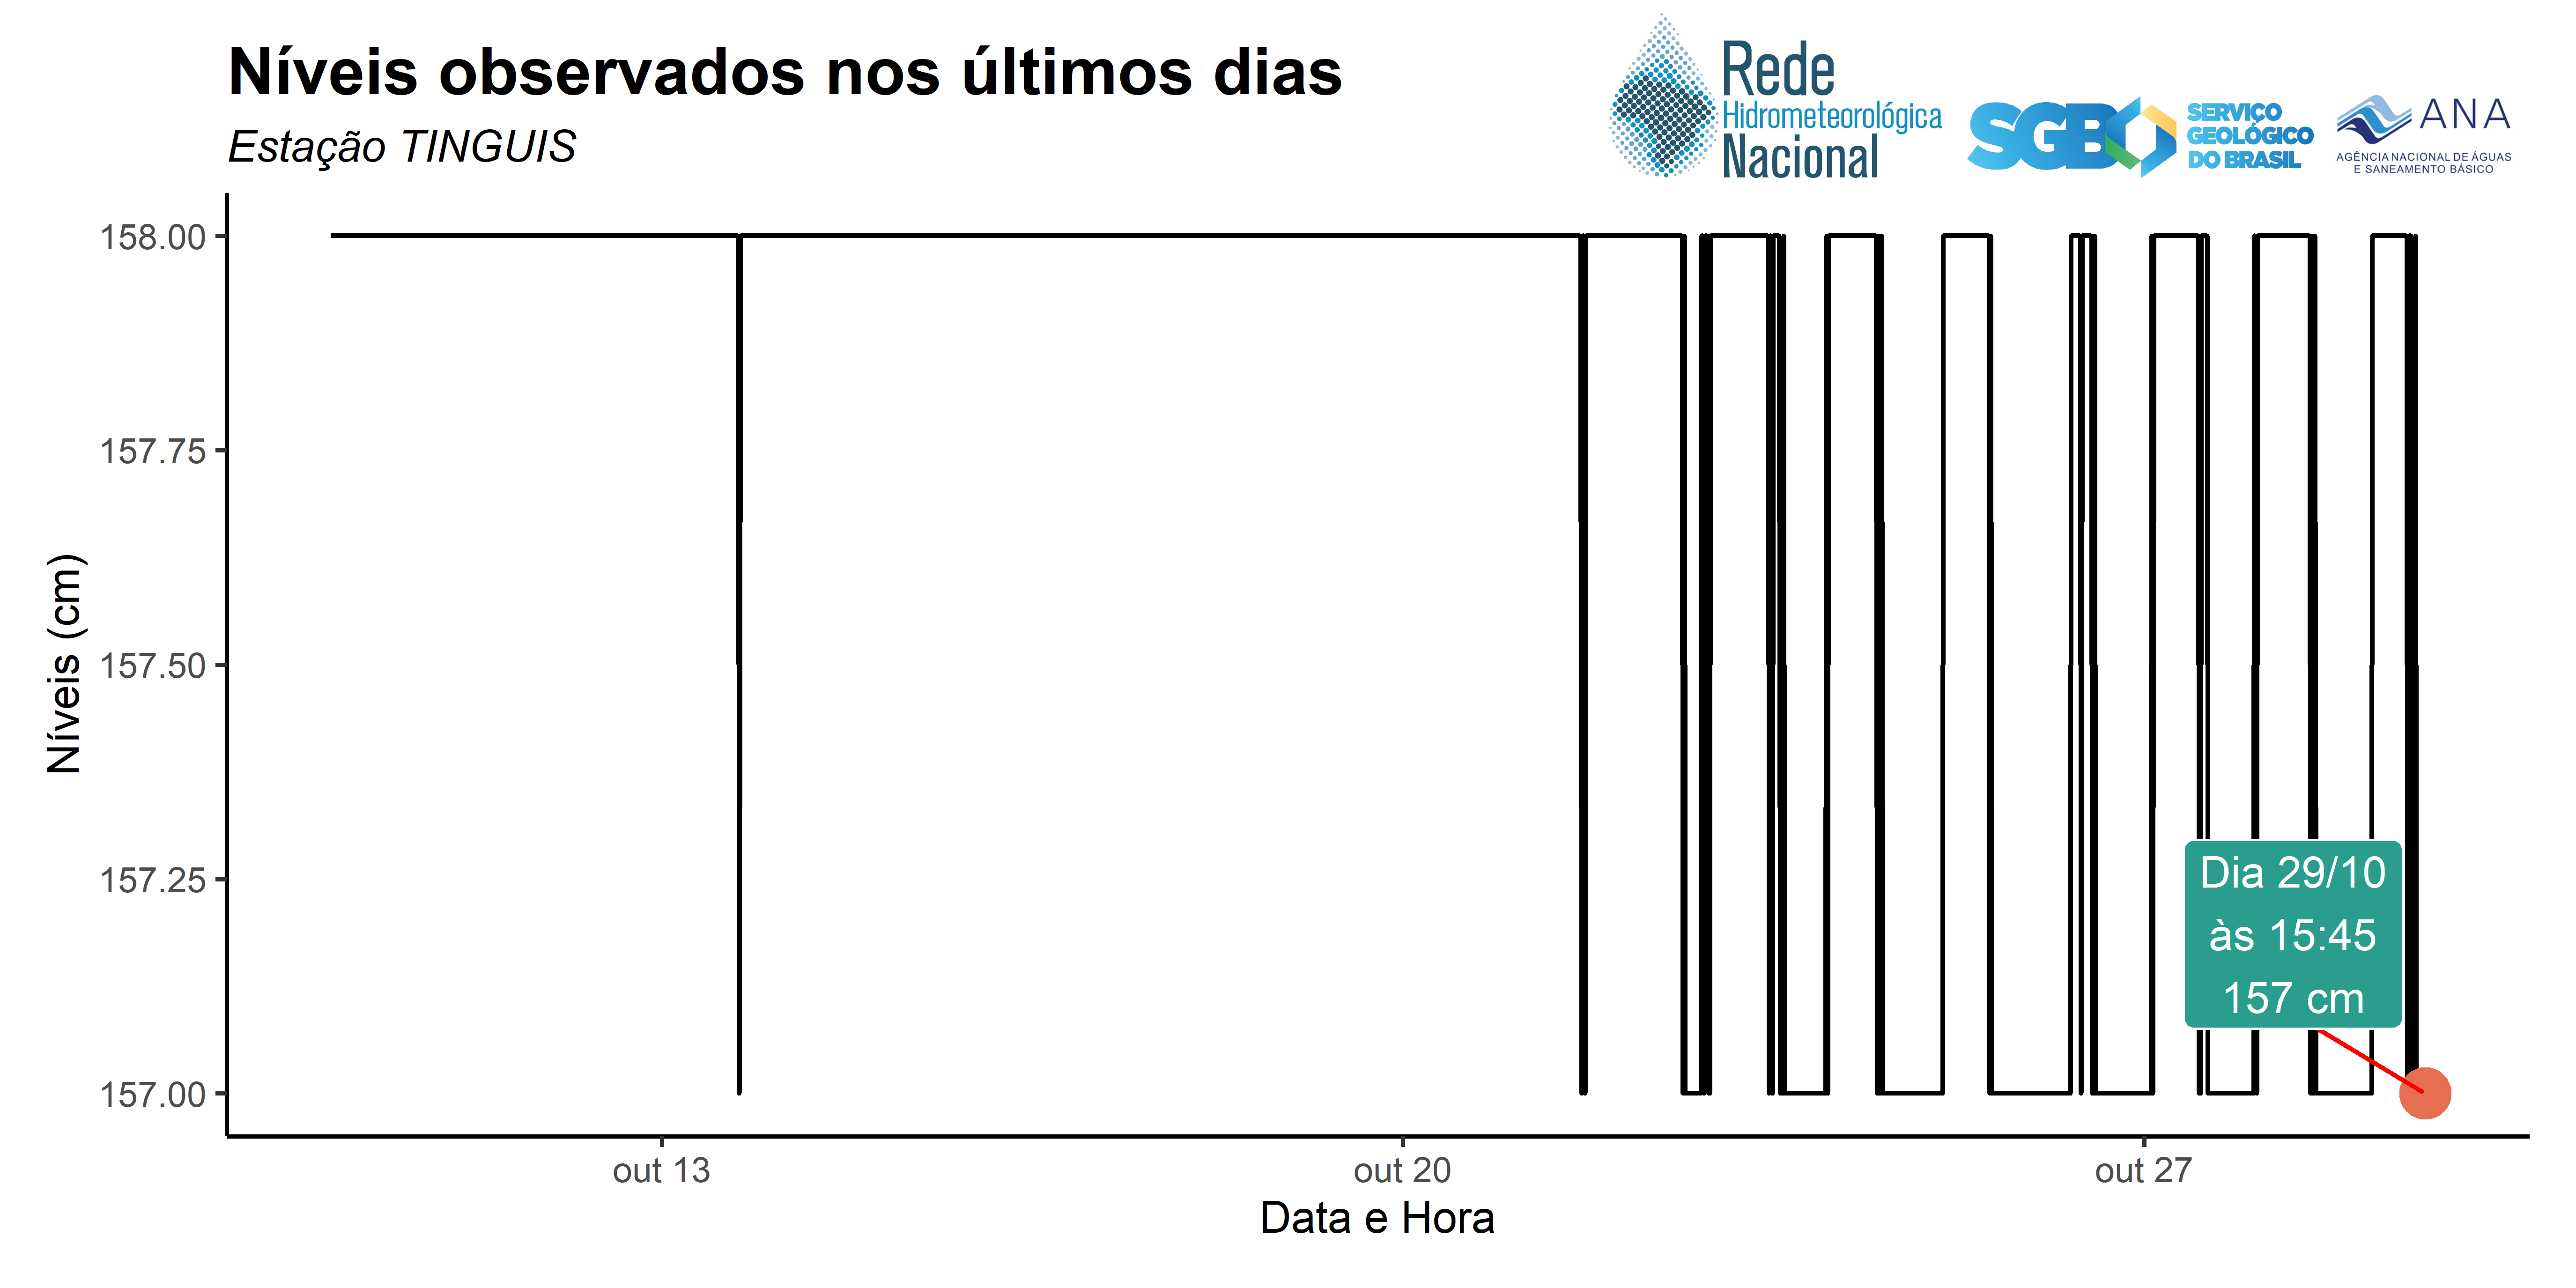 Níveis observados nos últimos dias
Estação TINGUIS
Rede
Hidrometeorológica
Nacional
SGB
SERVIÇO
GEOLÓGICO
DO BRASIL
ANA
AGÊNCIA NACIONAL DE ÁGUAS
E SANEAMENTO BÁSICO
Níveis (cm)
158.00
157.75
157.50
157.25
157.00
Dia 29/10
às 15:45
157 cm
out 13
out 20
out 27
Data e Hora